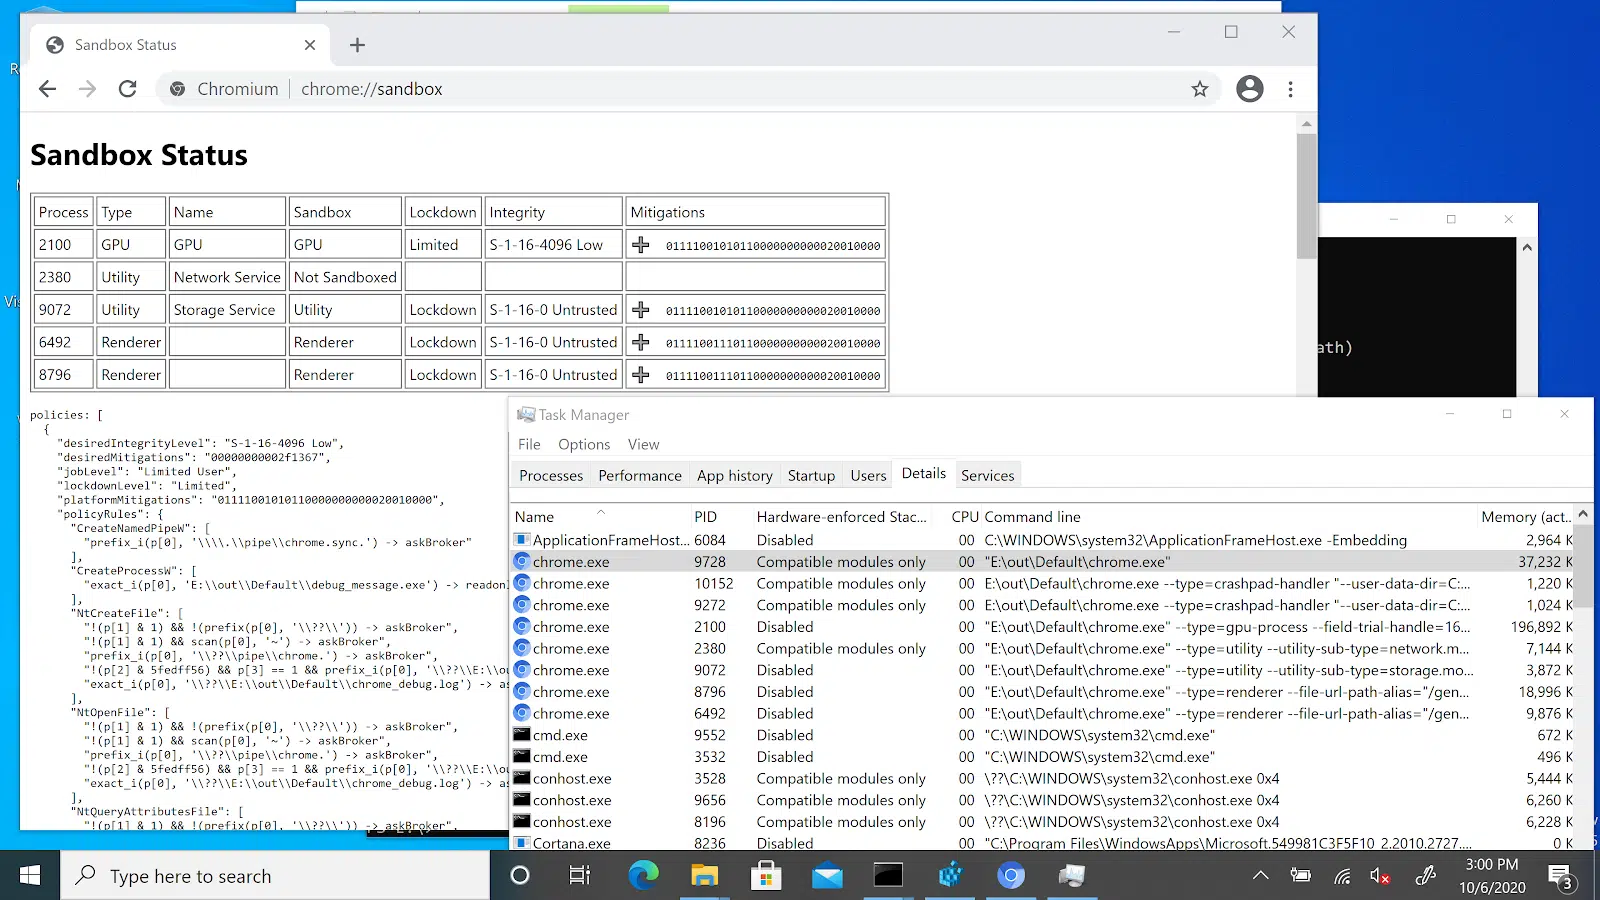 Sandbox Status
Chromium chrome://sandbox
Sandbox Status
Process Type Name Sandbox Lockdown Integrity Mitigations
2100 GPU GPU GPU Limited S-1-16-4096 Low 01111001010110000000000020010000
2380 Utility Network Service Not Sandboxed
9072 Utility Storage Service Utility Lockdown S-1-16-0 Untrusted 01111001010110000000000020010000
6492 Renderer Renderer Lockdown S-1-16-0 Untrusted 01111001110110000000000020010000
8796 Renderer Renderer Lockdown S-1-16-0 Untrusted 01111001110110000000000020010000
policies: [
{
"desiredIntegrityLevel": "S-1-16-4096 Low",
"desiredMitigations": "00000000002f1367",
"jobLevel": "Limited User",
"lockdownLevel": "Limited",
"platformMitigations": "01111001010110000000000020010000",
"policyRules": {
"CreateNamedPipeW": [
"prefix_i(p[0], '\\\\.\\pipe\\chrome.sync.') -> askBroker"
],
"CreateProcessW": [
"exact_i(p[0], 'E:\\out\\Default\\debug_message.exe') -> readonl
],
"NtCreateFile": [
"!(p[1] & 1) && !(prefix(p[0], '\\??\\')) -> askBroker",
"!(p[1] & 1) && scan(p[0], '~') -> askBroker",
"prefix_i(p[0], '\\??\\pipe\\chrome.') -> askBroker",
"!(p[2] & 5fedff56) && p[3] == 1 && prefix_i(p[0], '\\??\\E:\\ou
"exact_i(p[0], '\\??\\E:\\out\\Default\\chrome_debug.log') -> as
],
"NtOpenFile": [
"!(p[1] & 1) && !(prefix(p[0], '\\??\\')) -> askBroker",
"!(p[1] & 1) && scan(p[0], '~') -> askBroker",
"prefix_i(p[0], '\\??\\pipe\\chrome.') -> askBroker",
"!(p[2] & 5fedff56) && p[3] == 1 && prefix_i(p[0], '\\??\\E:\\ou
"exact_i(p[0], '\\??\\E:\\out\\Default\\chrome_debug.log') -> as
],
"NtQueryAttributesFile": [
"!(p[1] & 1) && !(prefix(p[0], '\\??\\')) -> askBroker",
ath)
Task Manager
File Options View
Processes Performance App history Startup Users Details Services
Name PID Hardware-enforced Stac... CPU Command line Memory (act...
ApplicationFrameHost... 6084 Disabled 00 C:\WINDOWS\system32\ApplicationFrameHost.exe -Embedding 2,964 K
chrome.exe 9728 Compatible modules only 00 "E:\out\Default\chrome.exe" 37,232 K
chrome.exe 10152 Compatible modules only 00 E:\out\Default\chrome.exe --type=crashpad-handler "--user-data-dir=C:... 1,220 K
chrome.exe 9272 Compatible modules only 00 E:\out\Default\chrome.exe --type=crashpad-handler "--user-data-dir=C:... 1,024 K
chrome.exe 2100 Disabled 00 "E:\out\Default\chrome.exe" --type=gpu-process --field-trial-handle=16... 196,892 K
chrome.exe 2380 Compatible modules only 00 "E:\out\Default\chrome.exe" --type=utility --utility-sub-type=network.m... 7,144 K
chrome.exe 9072 Disabled 00 "E:\out\Default\chrome.exe" --type=utility --utility-sub-type=storage.mo... 3,872 K
chrome.exe 8796 Disabled 00 "E:\out\Default\chrome.exe" --type=renderer --file-url-path-alias="/gen... 18,996 K
chrome.exe 6492 Disabled 00 "E:\out\Default\chrome.exe" --type=renderer --file-url-path-alias="/gen... 9,876 K
cmd.exe 9552 Disabled 00 "C:\WINDOWS\system32\cmd.exe" 672 K
cmd.exe 3532 Disabled 00 "C:\WINDOWS\system32\cmd.exe" 496 K
conhost.exe 3528 Compatible modules only 00 \??\C:\WINDOWS\system32\conhost.exe 0x4 5,444 K
conhost.exe 9656 Compatible modules only 00 \??\C:\WINDOWS\system32\conhost.exe 0x4 6,260 K
conhost.exe 8196 Compatible modules only 00 \??\C:\WINDOWS\system32\conhost.exe 0x4 6,228 K
Cortana.exe 8236 Disabled 00 "C:\Program Files\WindowsApps\Microsoft.549981C3F5F10_2.2010.2727.... 0 K
Type here to search
3:00 PM
10/6/2020
3